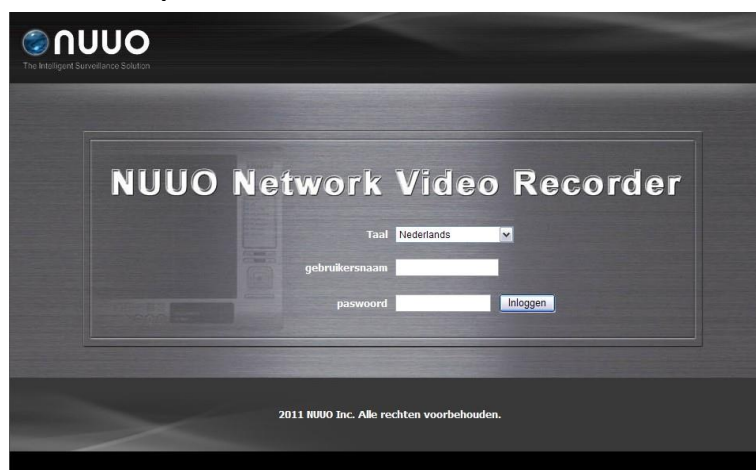 nuuo
The Intelligent Surveillance Solution
NUUO Network Video Recorder
Taal Nederlands
gebruikersnaam
paswoord Inloggen
2011 NUUO Inc. Alle rechten voorbehouden.